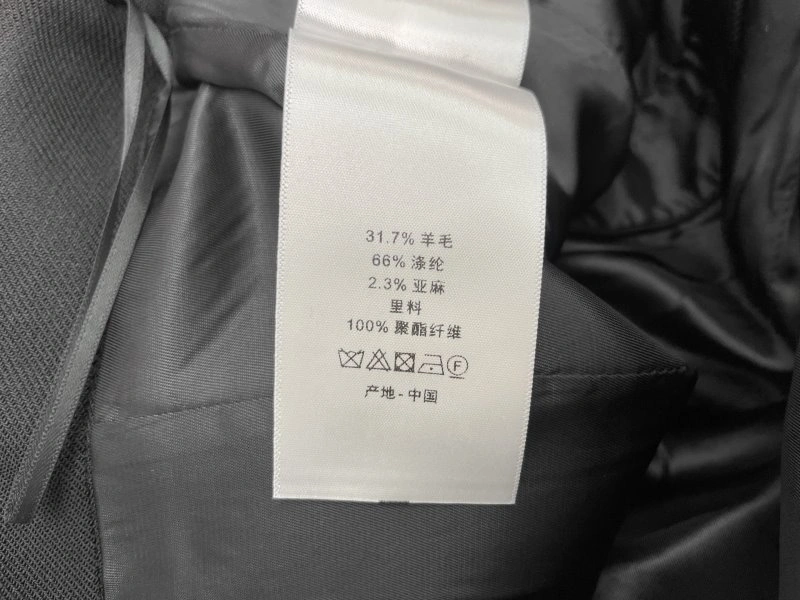 31.7% 羊毛
66% 涤纶
2.3% 亚麻
里料
100% 聚酯纤维
F
产地-中国